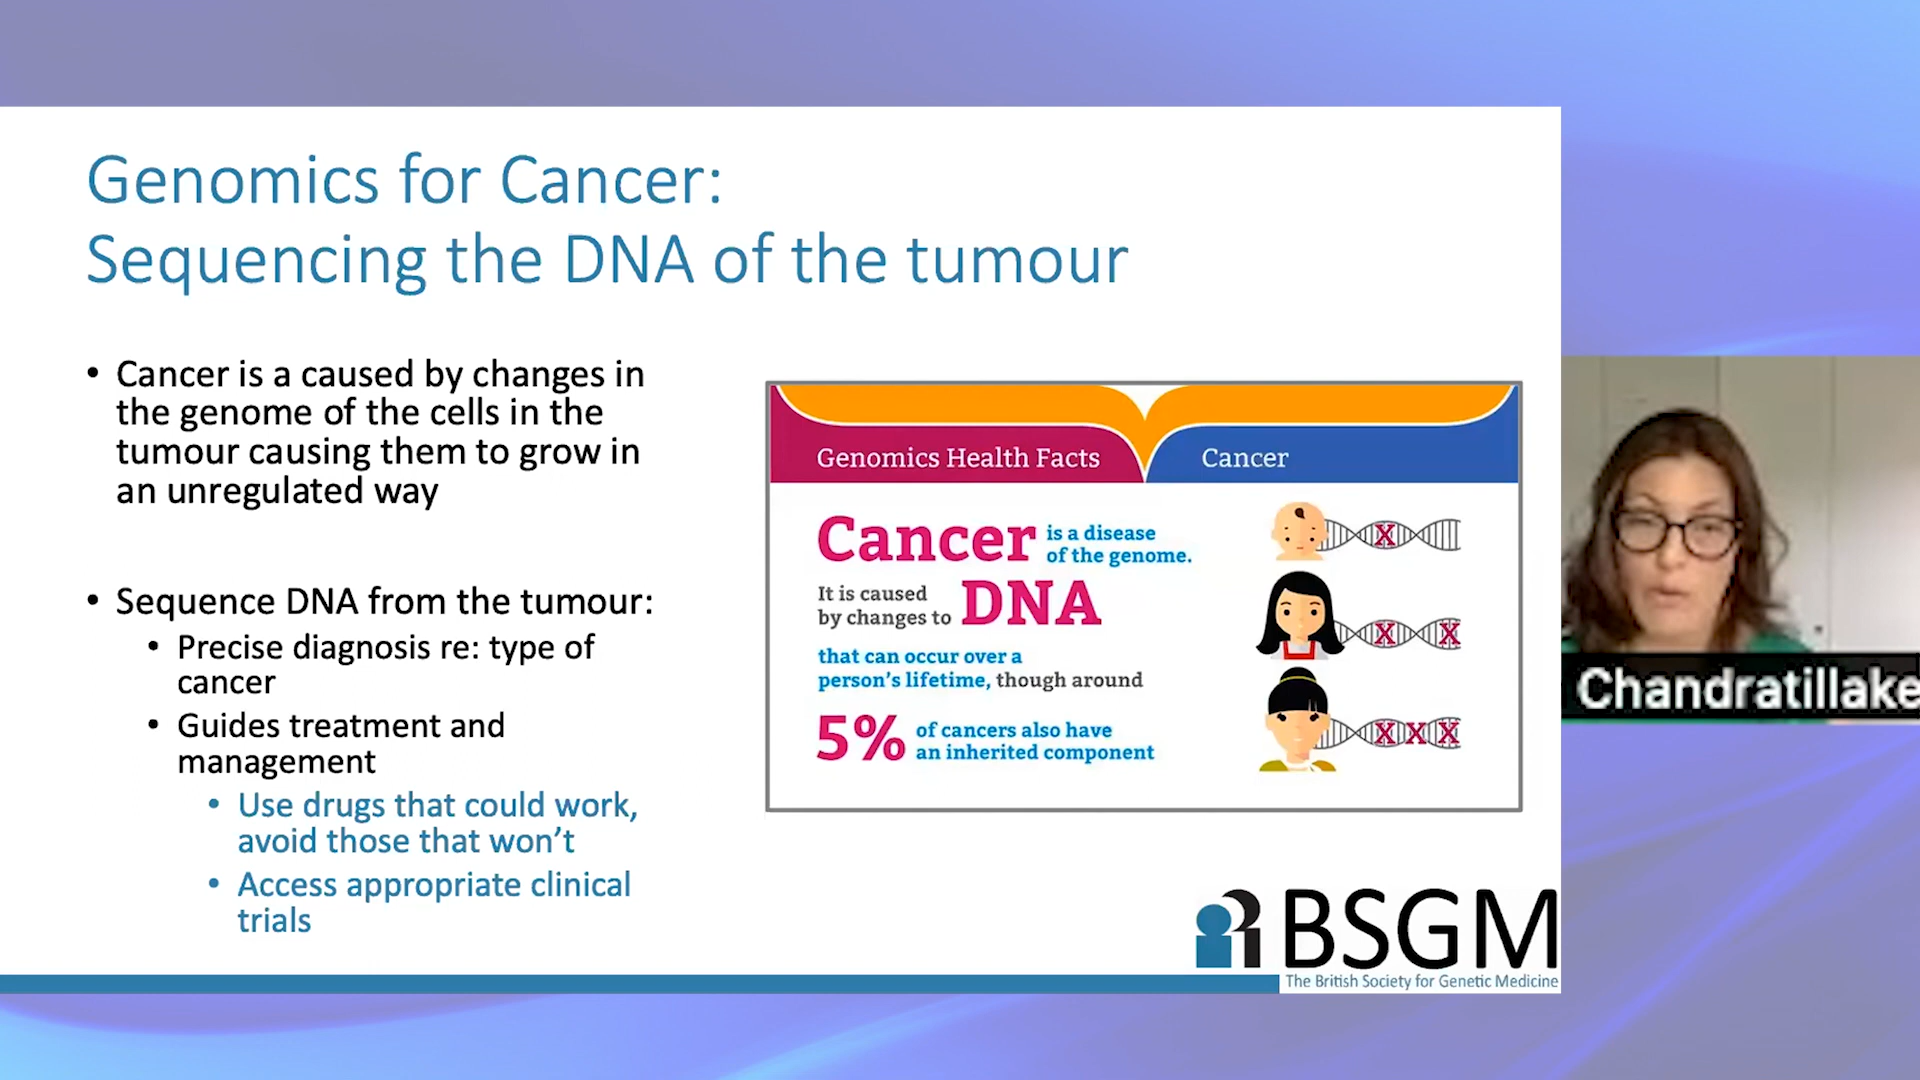 Genomics for Cancer:
Sequencing the DNA of the tumour
• Cancer is a caused by changes in
the genome of the cells in the
tumour causing them to grow in
an unregulated way
• Sequence DNA from the tumour:
• Precise diagnosis re: type of
cancer
• Guides treatment and
management
• Use drugs that could work,
avoid those that won't
• Access appropriate clinical
trials
Genomics Health Facts
Cancer
Cancer is a disease
of the genome.
It is caused
by changes to DNA
that can occur over a
person's lifetime, though around
5% of cancers also have
an inherited component
X
X X
X X X
Chandratillake
BSGM
The British Society for Genetic Medicine